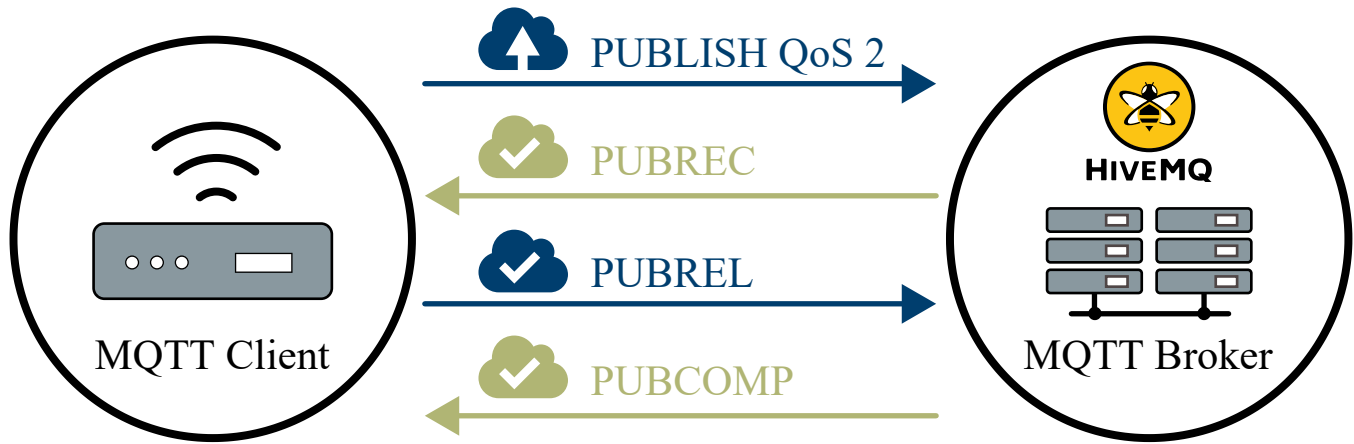 PUBLISH QoS 2
PUBREC
HIVEMQ
PUBREL
MQTT Client
MQTT Broker
PUBCOMP